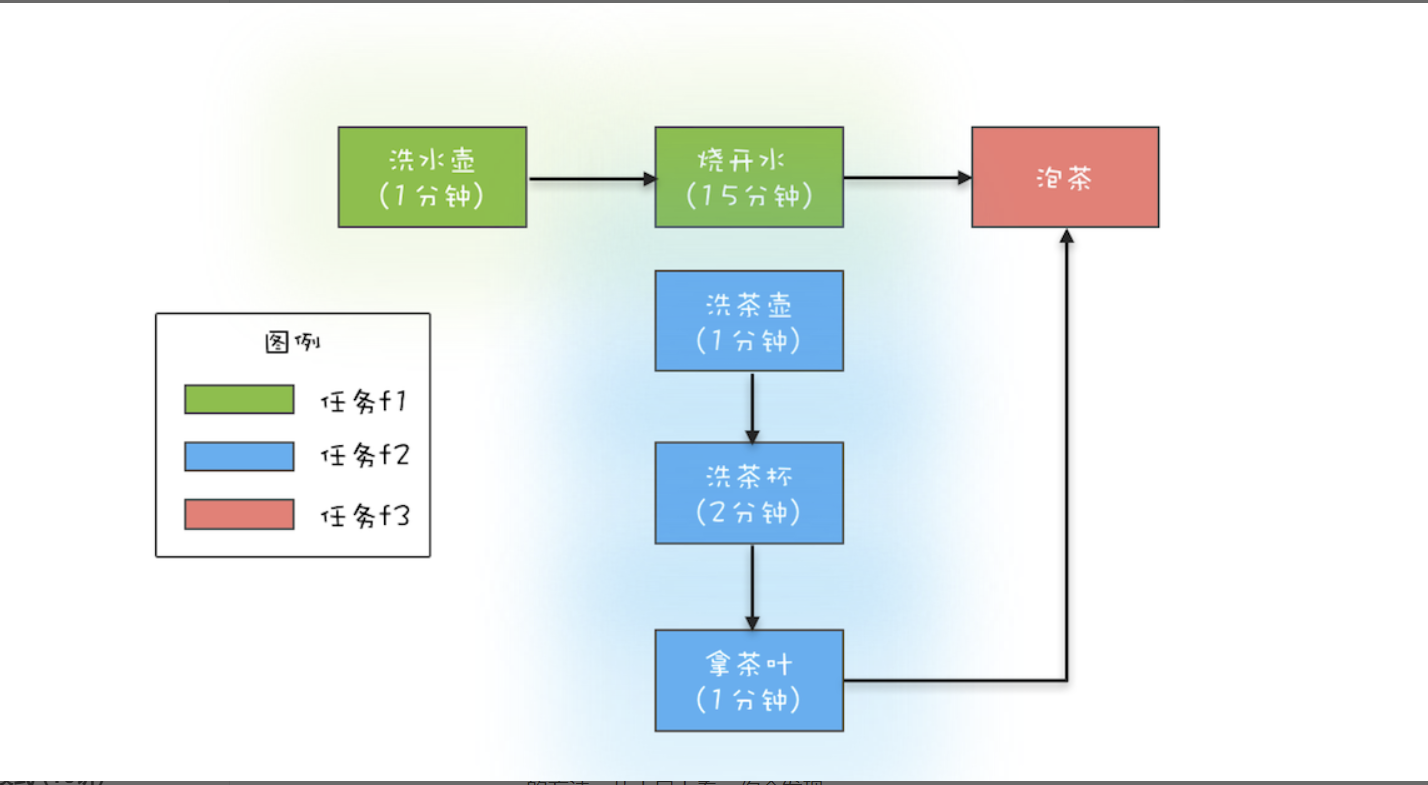 洗水壶
(1分钟)
烧开水
(15分钟)
泡茶
洗茶壶
(1分钟)
图例
任务f1
任务f2
任务f3
洗茶杯
(2分钟)
拿茶叶
(1分钟)